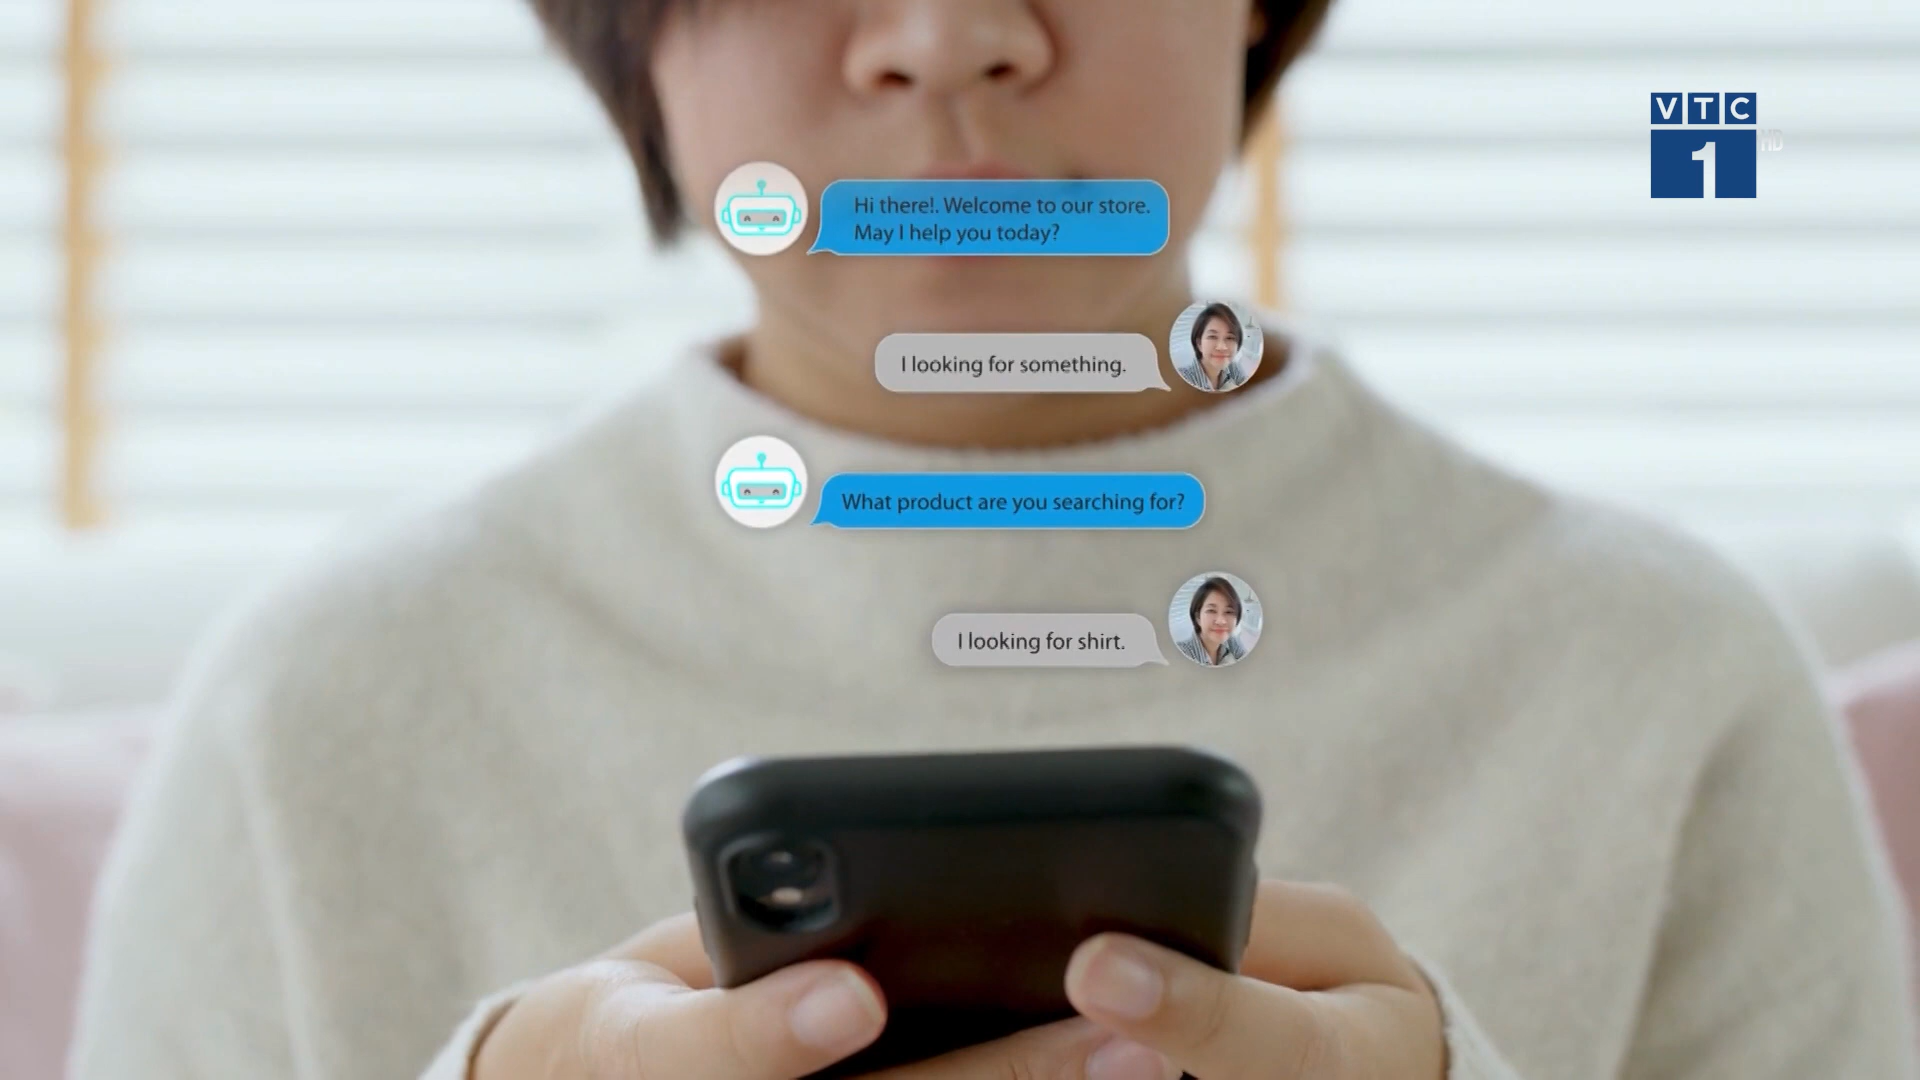 VTC
1
HD
Hi there!. Welcome to our store.
May I help you today?
I looking for something.
What product are you searching for?
I looking for shirt.